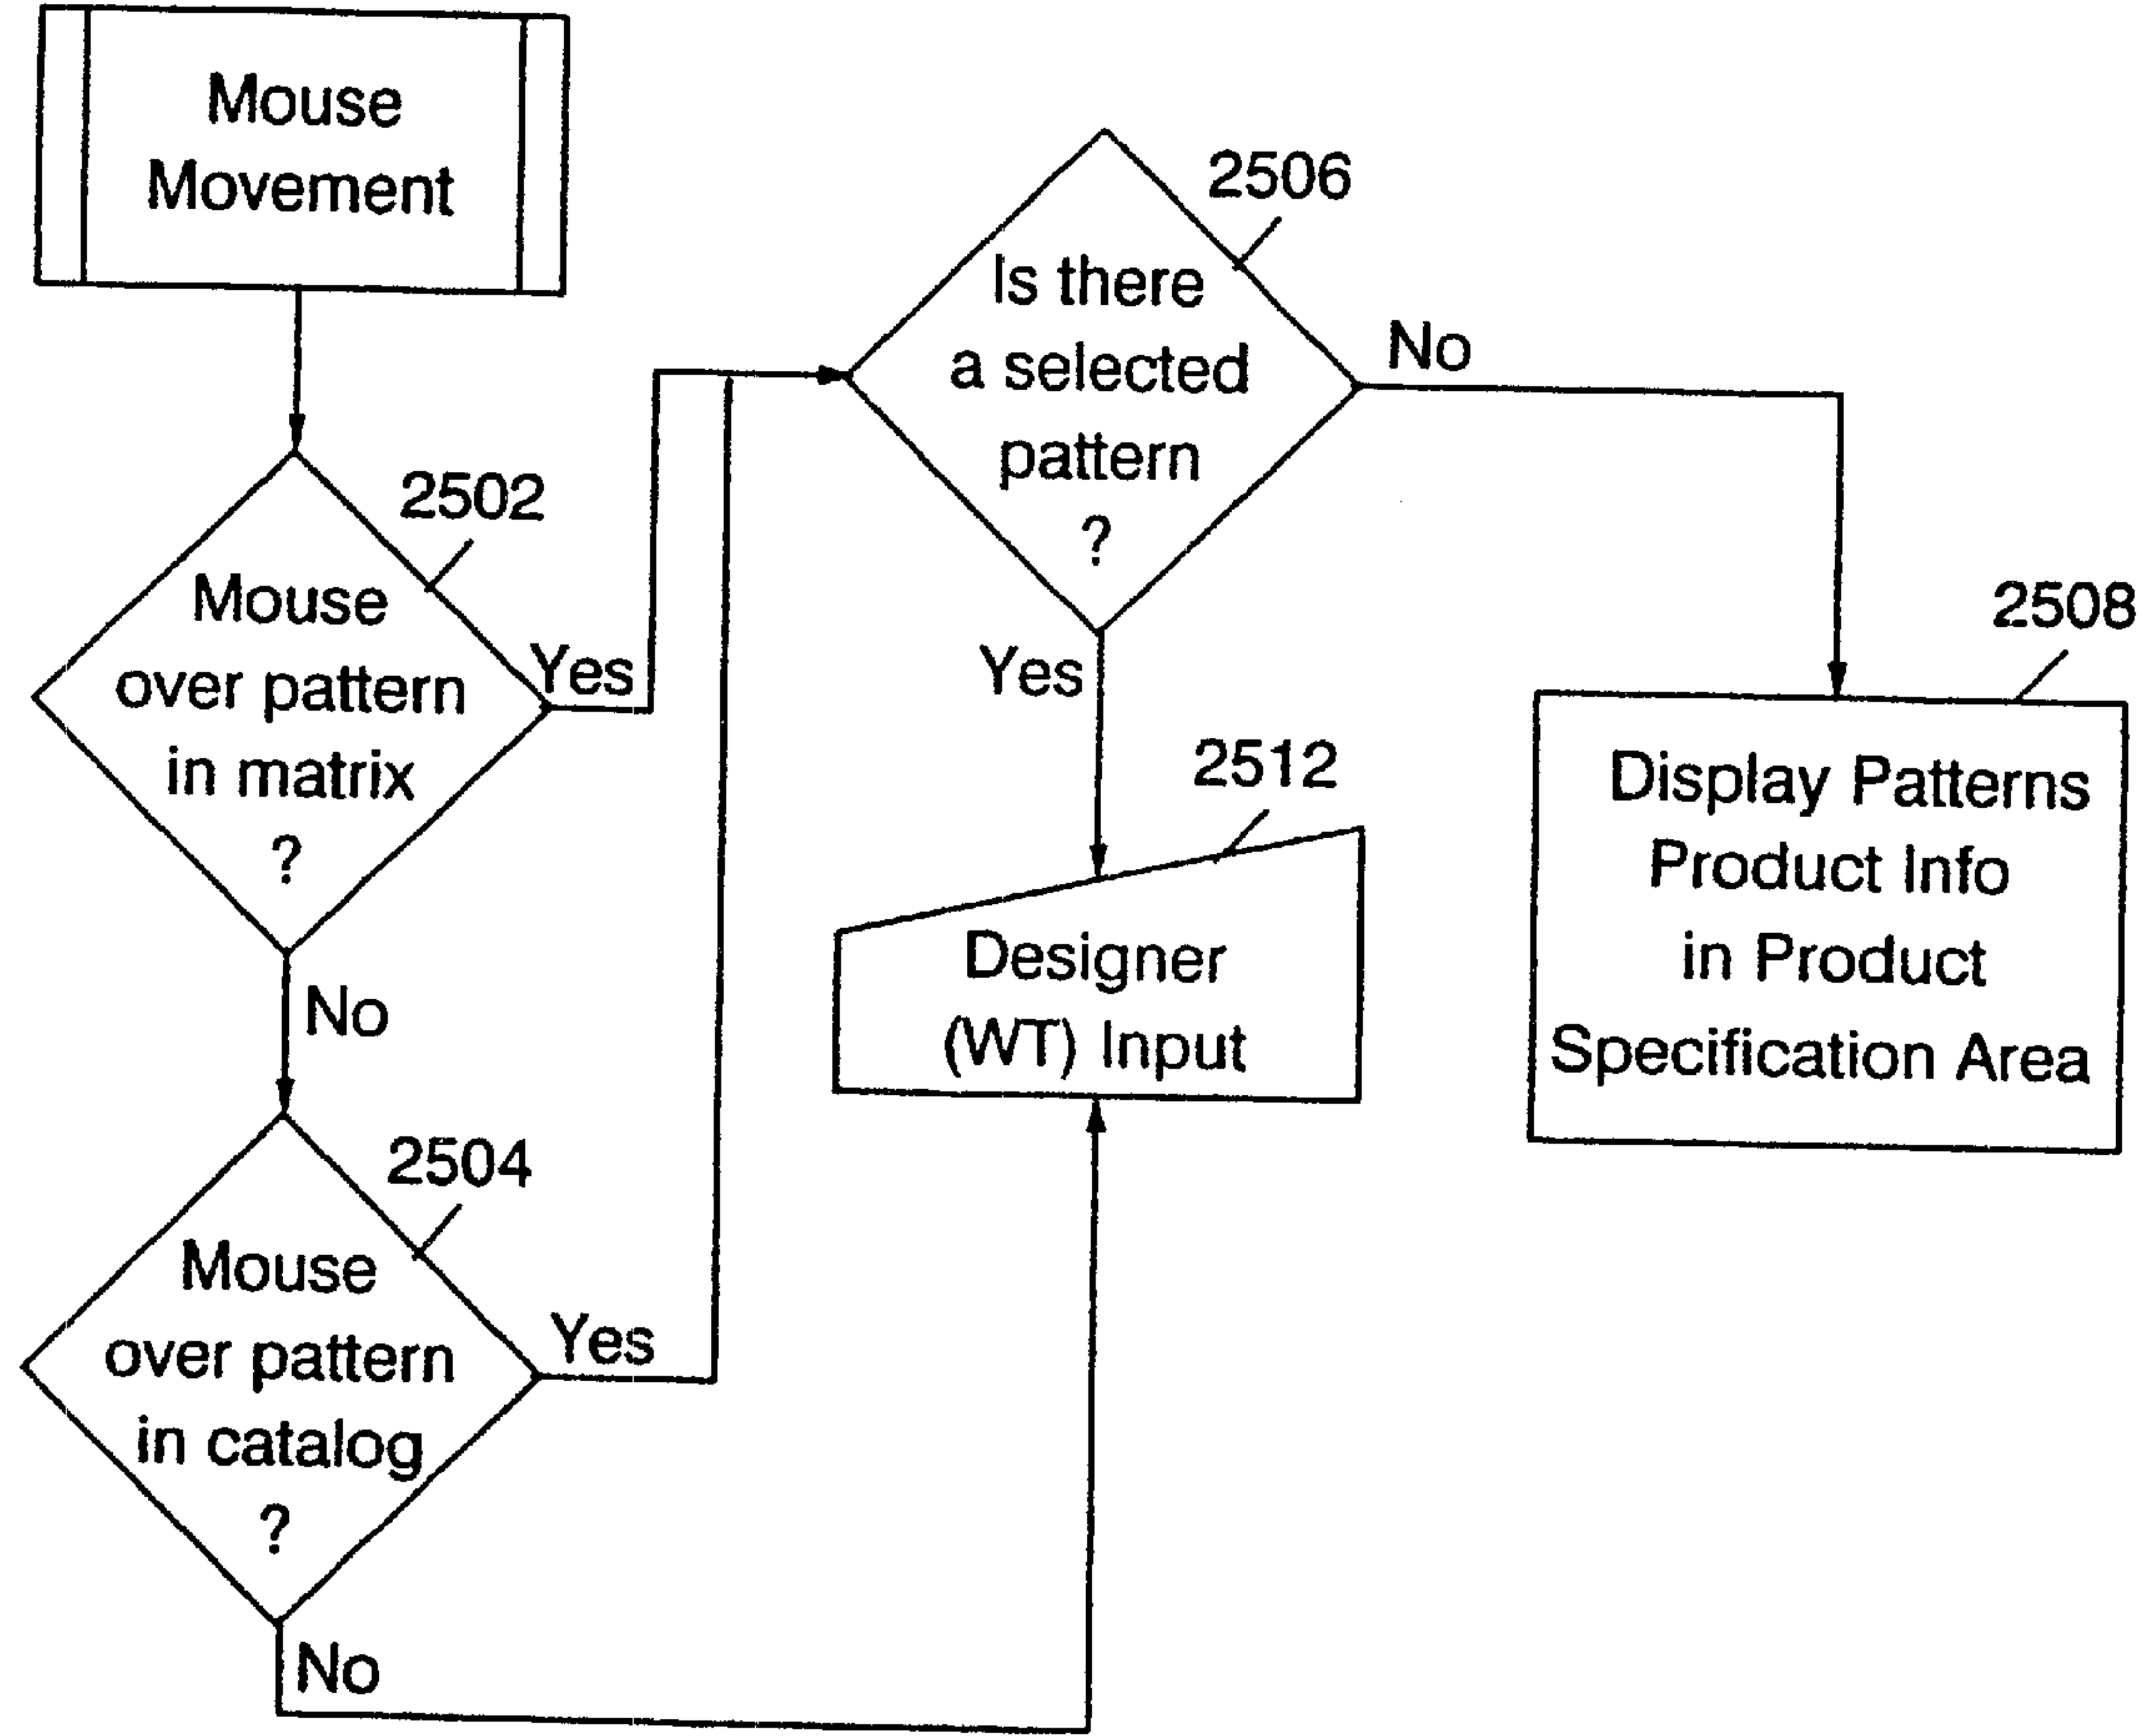 Mouse
Movement
2502
Mouse
over pattern
in matrix
?
Yes
No
2504
Mouse
over pattern
in catalog
?
Yes
No
2506
Is there
a selected
pattern
?
No
Yes
2512
Designer
(WT) Input
2508
Display Patterns
Product Info
in Product
Specification Area